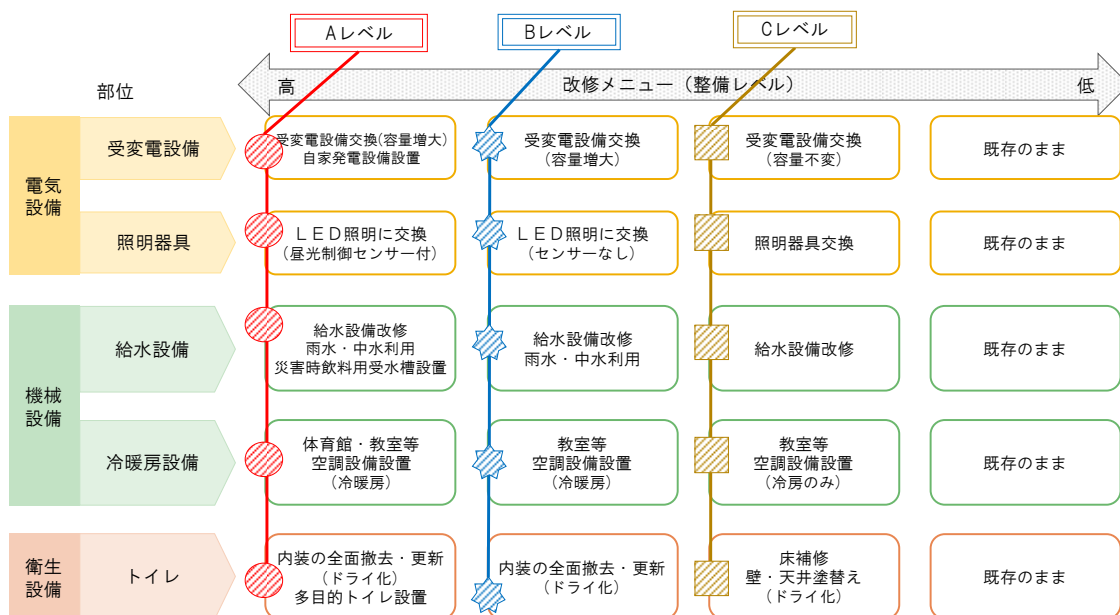 Aレベル
Bレベル
Cレベル
部位
高
改修メニュー（整備レベル）
低
電気
設備
受変電設備
受変電設備交換(容量増大)
自家発電設備設置
受変電設備交換
（容量増大）
受変電設備交換
（容量不変）
既存のまま
照明器具
ＬＥＤ照明に交換
（昼光制御センサー付）
ＬＥＤ照明に交換
（センサーなし）
照明器具交換
既存のまま
機械
設備
給水設備
給水設備改修
雨水・中水利用
災害時飲料用受水槽設置
給水設備改修
雨水・中水利用
給水設備改修
既存のまま
冷暖房設備
体育館・教室等
空調設備設置
（冷暖房）
教室等
空調設備設置
（冷暖房）
教室等
空調設備設置
（冷房のみ）
既存のまま
衛生
設備
トイレ
内装の全面撤去・更新
（ドライ化）
多目的トイレ設置
内装の全面撤去・更新
（ドライ化）
床補修
壁・天井塗替え
（ドライ化）
既存のまま